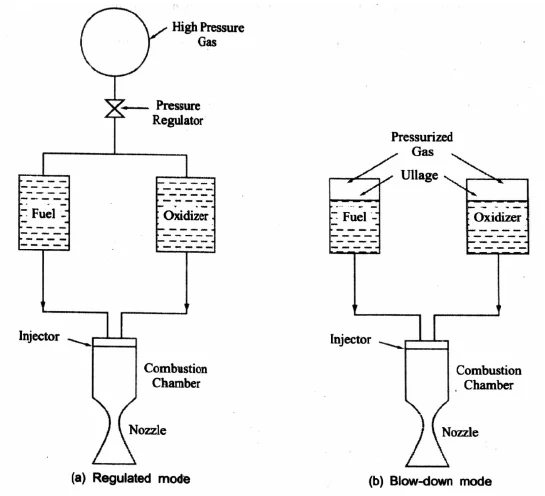 High Pressure
Gas
Pressure
Regulator
Fuel
Oxidizer
Injector
Combustion
Chamber
Nozzle
(a) Regulated mode
Pressurized
Gas
Ullage
Fuel
Oxidizer
Injector
Combustion
Chamber
Nozzle
(b) Blow-down mode